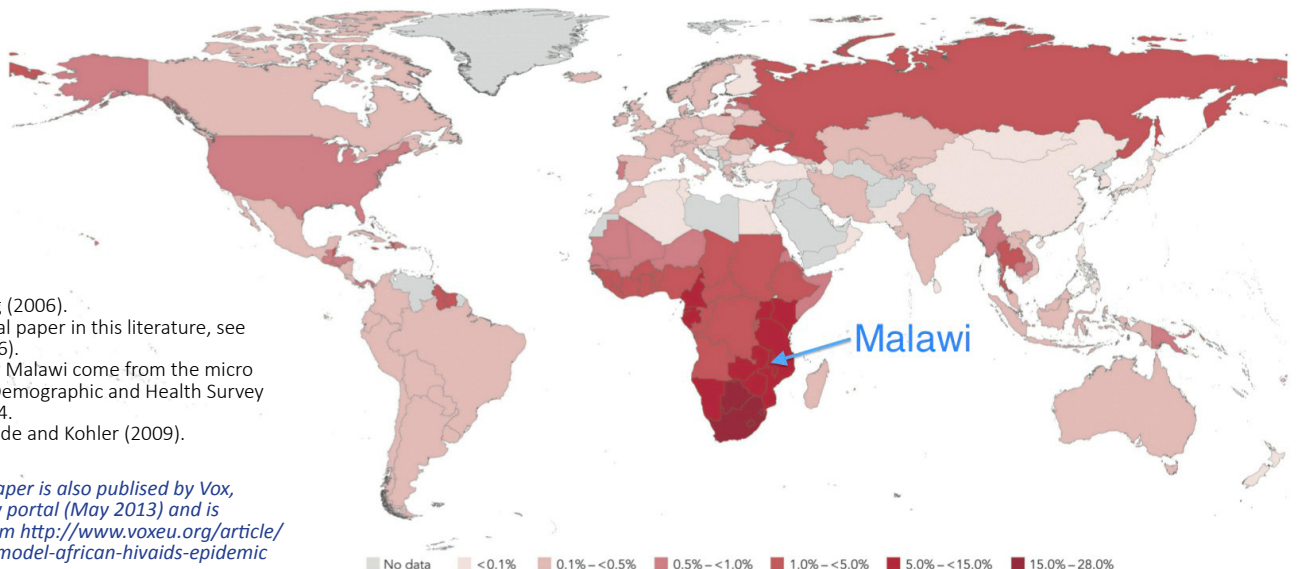 (2006).
al paper in this literature, see
6).
Malawi come from the micro
Demographic and Health Survey
4.
de and Kohler (2009).
aper is also publised by Vox,
portal (May 2013) and is
m http://www.voxeu.org/article/
model-african-hivaids-epidemic
Malawi
No data <0.1% 0.1% – <0.5% 0.5% – <1.0% 1.0% – <5.0% 5.0% – <15.0% 15.0% – 28.0%